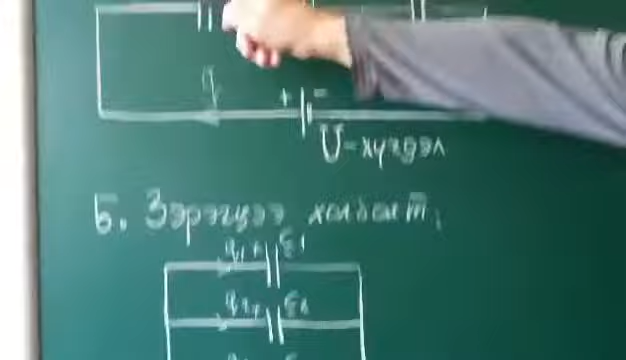 q
+ -
U = хүчдэл
Б. Зэрэгцээ холболт.
q₁ + C₁
q₂ + C₂